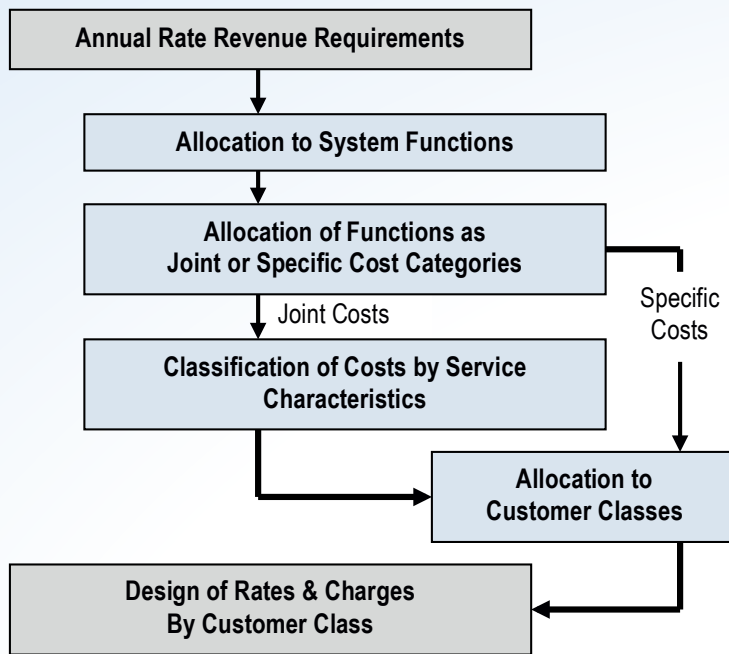 Annual Rate Revenue Requirements
Allocation to System Functions
Allocation of Functions as
Joint or Specific Cost Categories
Joint Costs
Specific
Costs
Classification of Costs by Service
Characteristics
Allocation to
Customer Classes
Design of Rates & Charges
By Customer Class